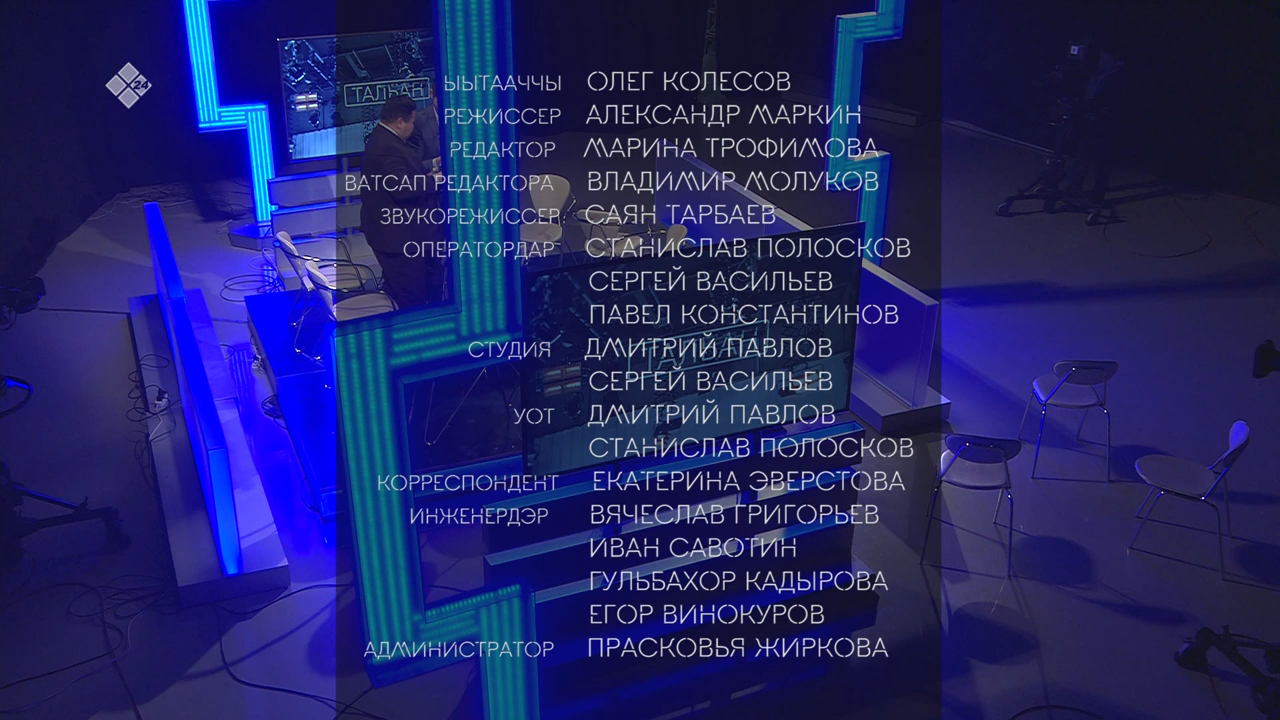 X24
ТАЛБАН
ЫЫТААЧЧЫ ОЛЕГ КОЛЕСОВ
РЕЖИССЕР АЛЕКСАНДР МАРКИН
РЕДАКТОР МАРИНА ТРОФИМОВА
ВАТСАП РЕДАКТОРА ВЛАДИМИР МОЛУКОВ
ЗВУКОРЕЖИССЕР САЯН ТАРБАЕВ
ОПЕРАТОРДАР СТАНИСЛАВ ПОЛОСКОВ
СЕРГЕЙ ВАСИЛЬЕВ
ПАВЕЛ КОНСТАНТИНОВ
СТУДИЯ ДМИТРИЙ ПАВЛОВ
СЕРГЕЙ ВАСИЛЬЕВ
УОТ ДМИТРИЙ ПАВЛОВ
СТАНИСЛАВ ПОЛОСКОВ
КОРРЕСПОНДЕНТ ЕКАТЕРИНА ЭВЕРСТОВА
ИНЖЕНЕРДЭР ВЯЧЕСЛАВ ГРИГОРЬЕВ
ИВАН САВОТИН
ГУЛЬБАХОР КАДЫРОВА
ЕГОР ВИНОКУРОВ
АДМИНИСТРАТОР ПРАСКОВЬЯ ЖИРКОВА